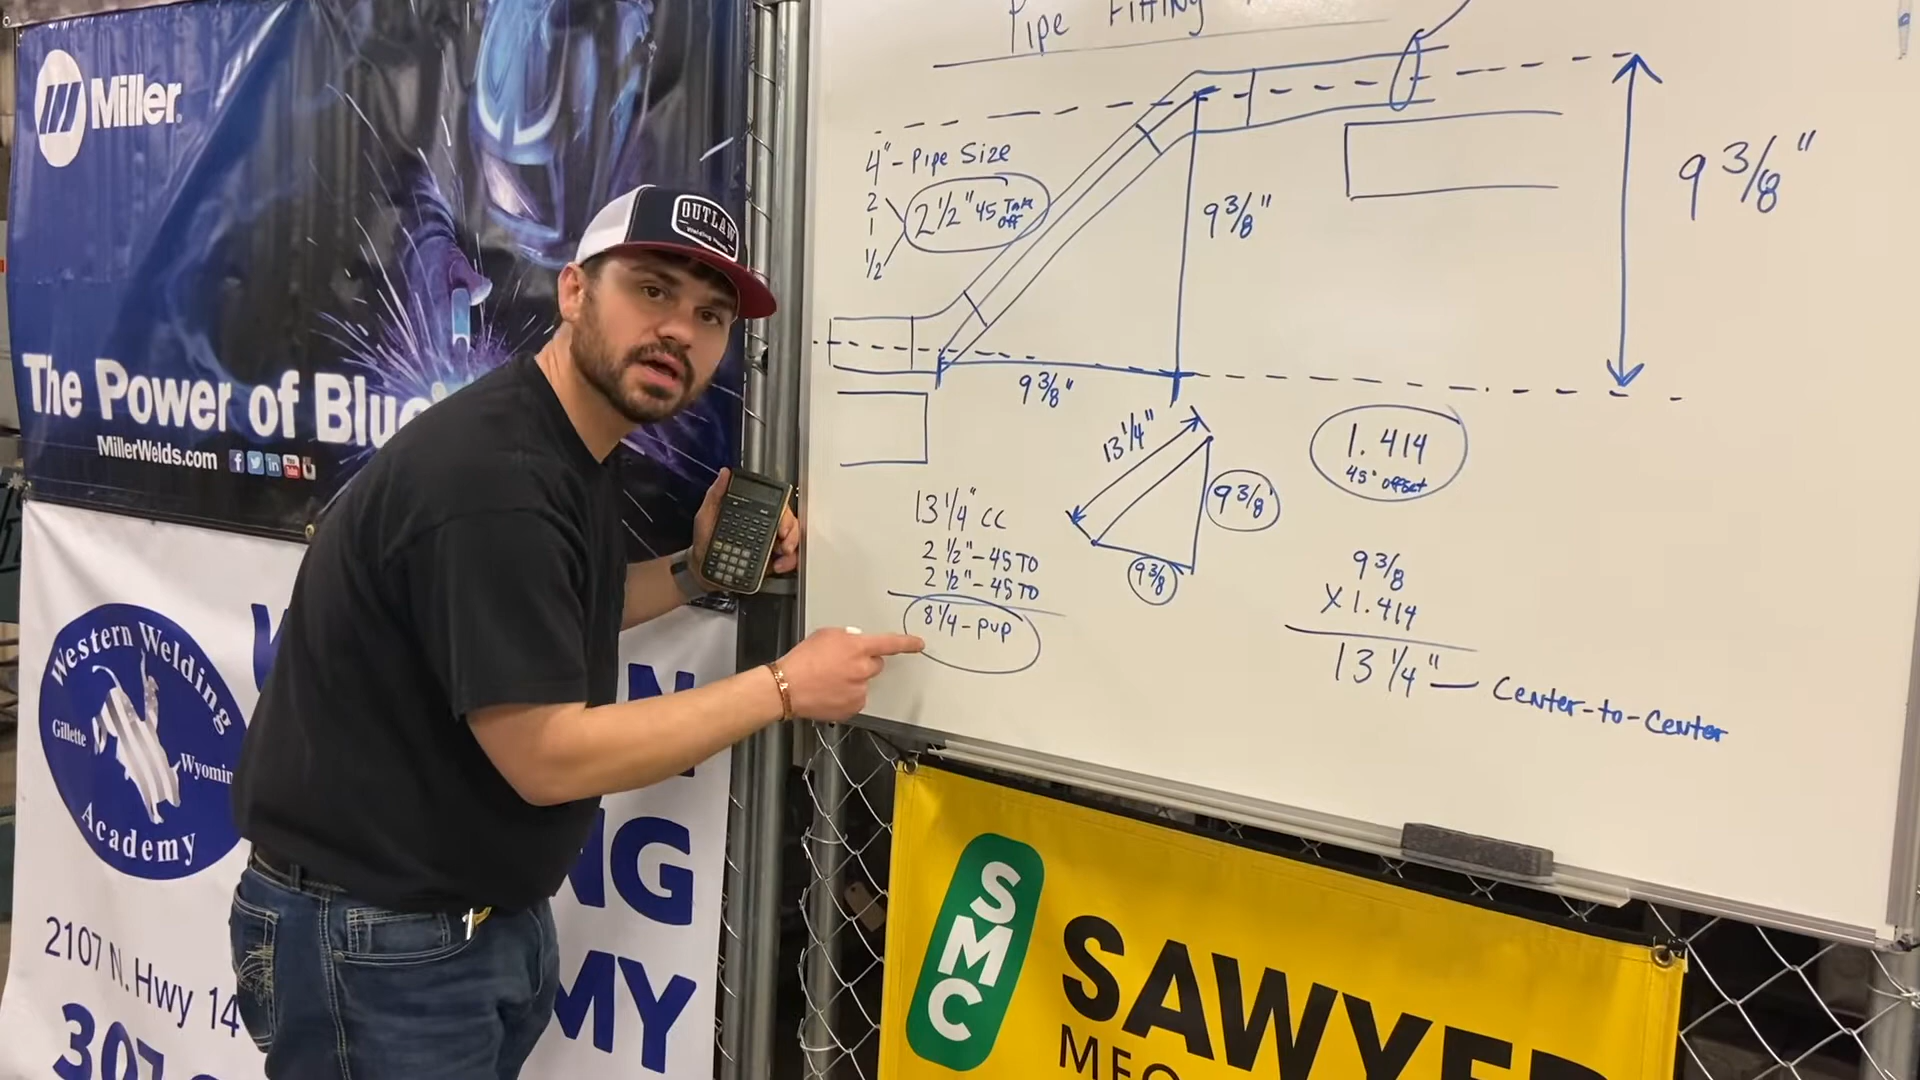 Miller
The Power of Blue
MillerWelds.com
Western Welding
Gillette
Wyoming
Academy
2107 N. Hwy 14
307
NG
MY
OUTLAW
Pipe Fitting
4" - Pipe Size
2
1
1/2
2 1/2" 45 Take
off
9 3/8"
9 3/8"
9 3/8"
13 1/4"
9 3/8
9 3/8
1.414
45° offset
13 1/4" CC
2 1/2" - 45 TO
2 1/2" - 45 TO
8 1/4 - pup
9 3/8
X 1.414
13 1/4" — Center-to-Center
SMC
SAWYER